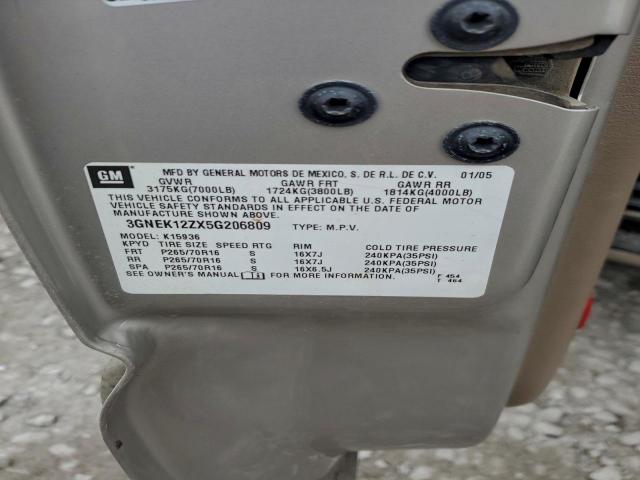 GM
MFD BY GENERAL MOTORS DE MEXICO, S. DE R.L. DE C.V. 01/05
GVWR GAWR FRT GAWR RR
3175KG(7000LB) 1724KG(3800LB) 1814KG(4000LB)
THIS VEHICLE CONFORMS TO ALL APPLICABLE U.S. FEDERAL MOTOR
VEHICLE SAFETY STANDARDS IN EFFECT ON THE DATE OF
MANUFACTURE SHOWN ABOVE.
3GNEK12ZX5G206809 TYPE: M.P.V.
MODEL: K15936
KPYD TIRE SIZE SPEED RTG RIM COLD TIRE PRESSURE
FRT P265/70R16 S 16X7J 240KPA(35PSI)
RR P265/70R16 S 16X7J 240KPA(35PSI)
SPA P265/70R16 S 16X6.5J 240KPA(35PSI)
SEE OWNER'S MANUAL FOR ADDITIONAL INFORMATION. F 454
T 464